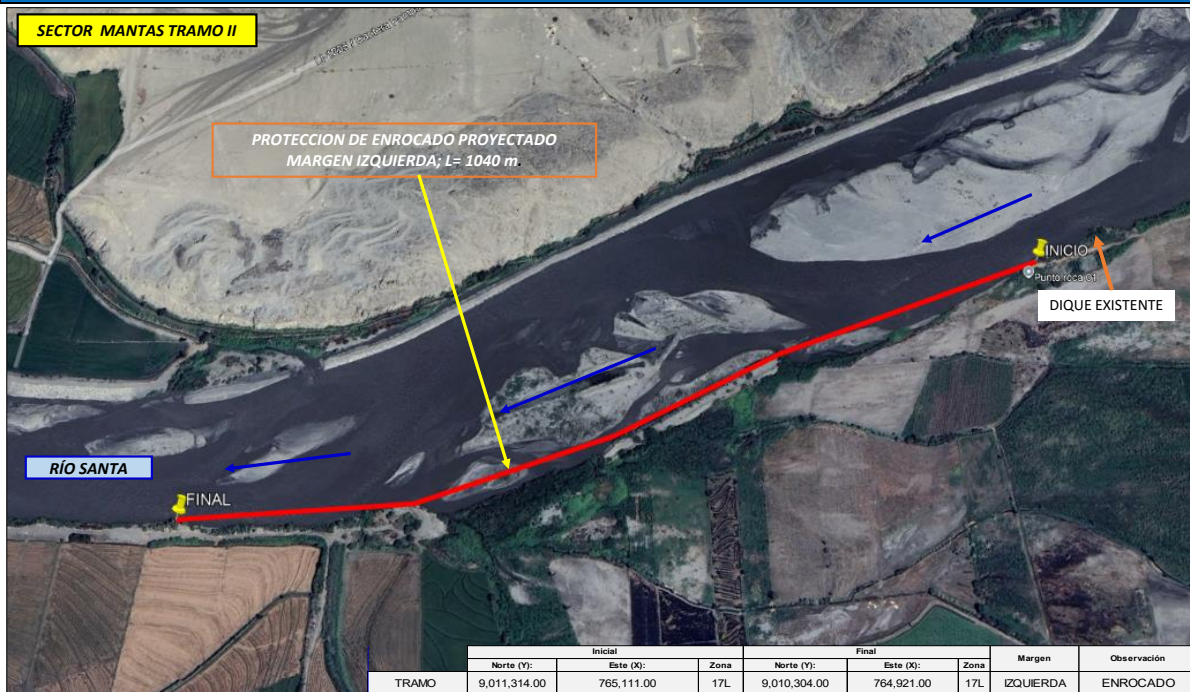 SECTOR MANTAS TRAMO II
PROTECCION DE ENROCADO PROYECTADO
MARGEN IZQUIERDA; L= 1040 m.
INICIO
Punto roca 01
DIQUE EXISTENTE
RÍO SANTA
FINAL
Inicial Final Margen Observación
Norte (Y): Este (X): Zona Norte (Y): Este (X): Zona
TRAMO 9,011,314.00 765,111.00 17L 9,010,304.00 764,921.00 17L IZQUIERDA ENROCADO